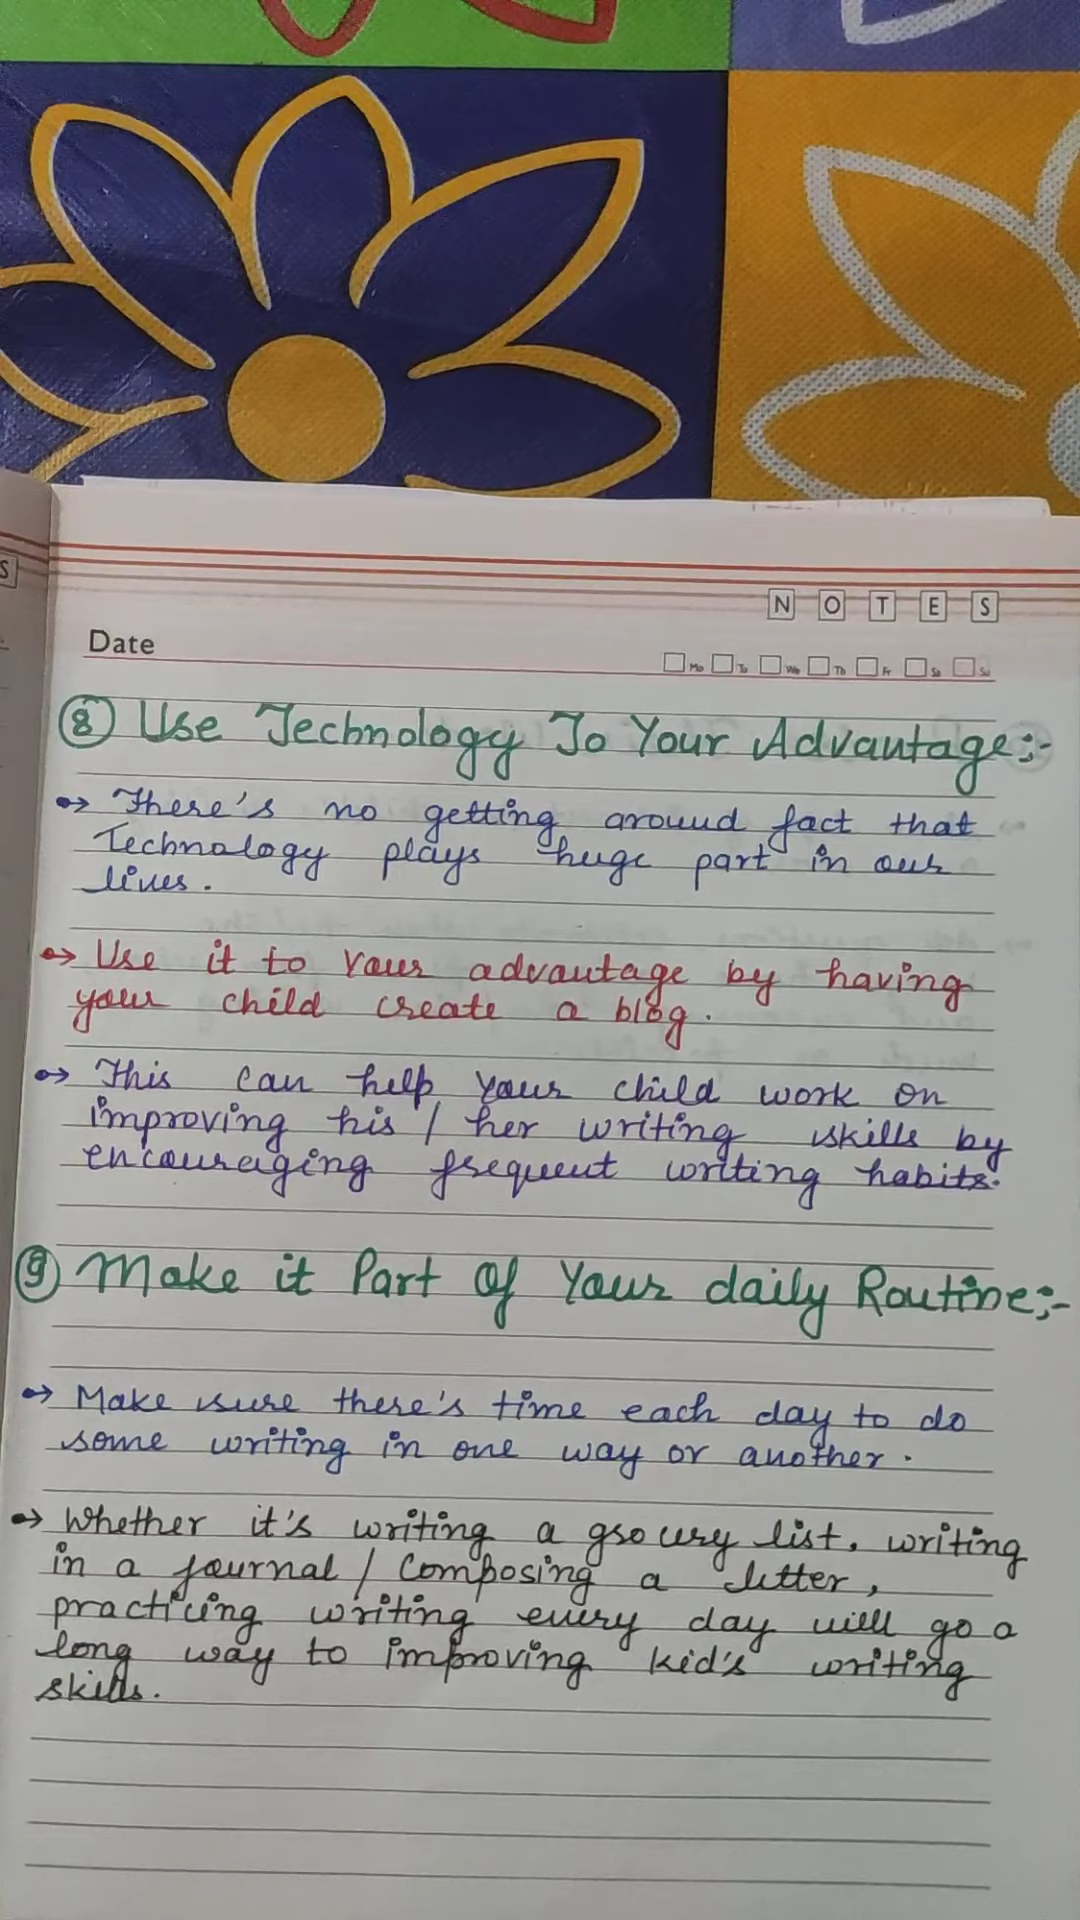 S
N O T E S
Date
Mo Tu We Th Fr Sa Su
⑧ Use Technology To Your Advantage:-
→ There's no getting around fact that
Technology plays huge part in our
lives.
→ Use it to Your advantage by having
your child create a blog.
→ This can help Your child work on
improving his / her writing skills by
encouraging frequent writing habits.
⑨ Make it Part Of Your daily Routine:-
→ Make sure there's time each day to do
some writing in one way or another.
→ Whether it's writing a grocery list, writing
in a journal / Composing a letter,
practicing writing every day will go a
long way to improving kid's writing
skills.